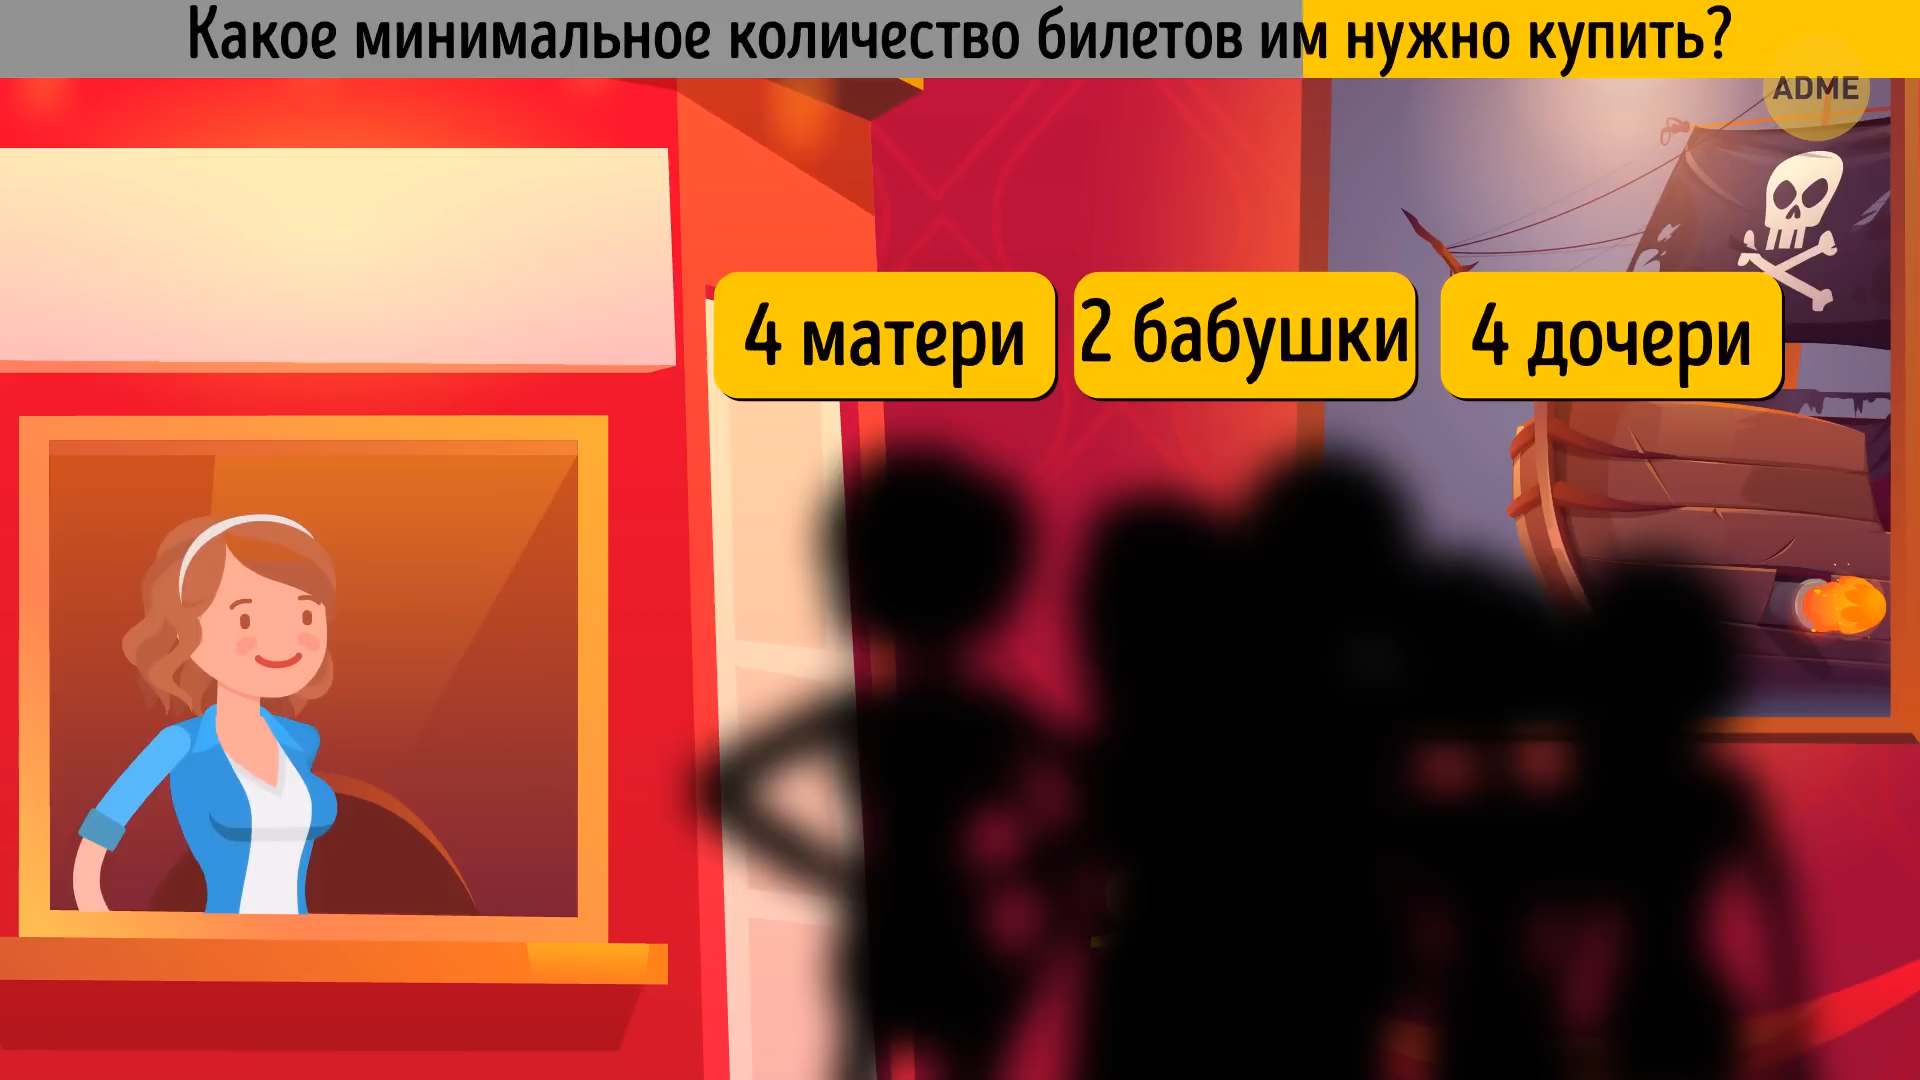 Какое минимальное количество билетов им нужно купить?
ADME
4 матери
2 бабушки
4 дочери